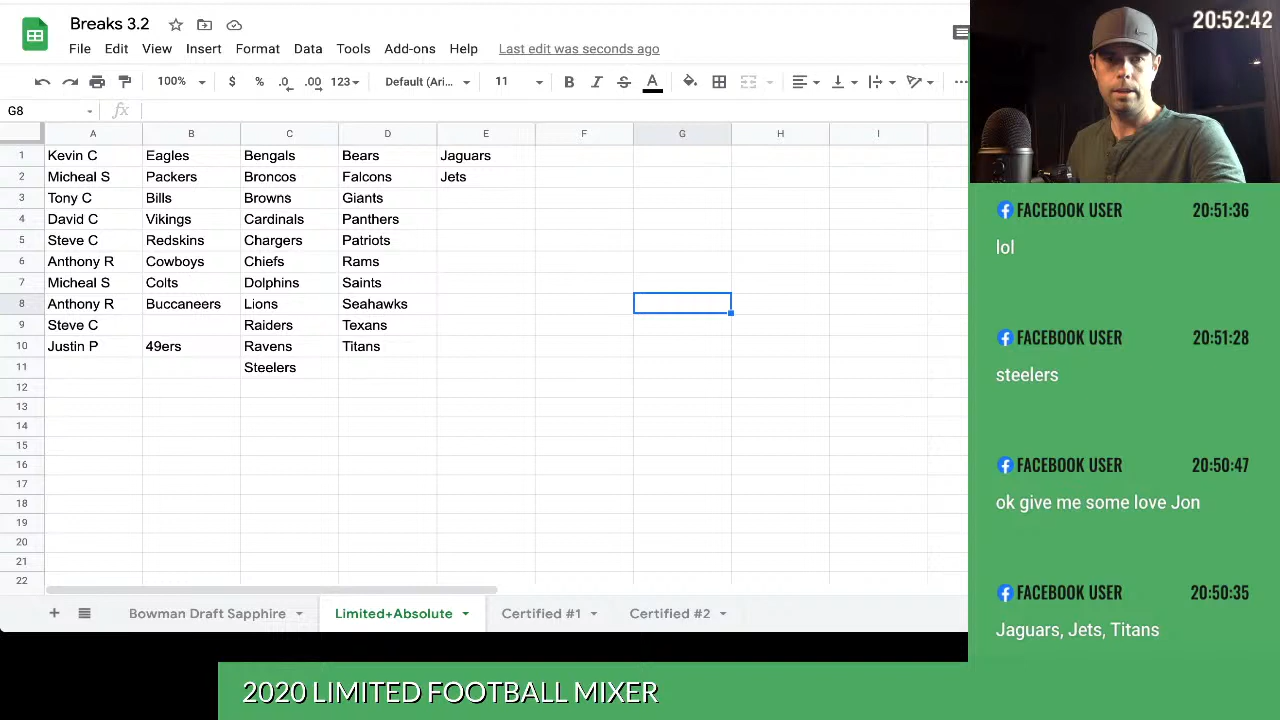 Breaks 3.2
File Edit View Insert Format Data Tools Add-ons Help Last edit was seconds ago
100% $ % .0 .00 123 Default (Ari... 11 B I S A
G8 fx
A B C D E F G H I
1 Kevin C Eagles Bengals Bears Jaguars
2 Micheal S Packers Broncos Falcons Jets
3 Tony C Bills Browns Giants
4 David C Vikings Cardinals Panthers
5 Steve C Redskins Chargers Patriots
6 Anthony R Cowboys Chiefs Rams
7 Micheal S Colts Dolphins Saints
8 Anthony R Buccaneers Lions Seahawks
9 Steve C Raiders Texans
10 Justin P 49ers Ravens Titans
11 Steelers
12
13
14
15
16
17
18
19
20
21
22
+ Bowman Draft Sapphire Limited+Absolute Certified #1 Certified #2
20:52:42
FACEBOOK USER 20:51:36
lol
FACEBOOK USER 20:51:28
steelers
FACEBOOK USER 20:50:47
ok give me some love Jon
FACEBOOK USER 20:50:35
Jaguars, Jets, Titans
2020 LIMITED FOOTBALL MIXER